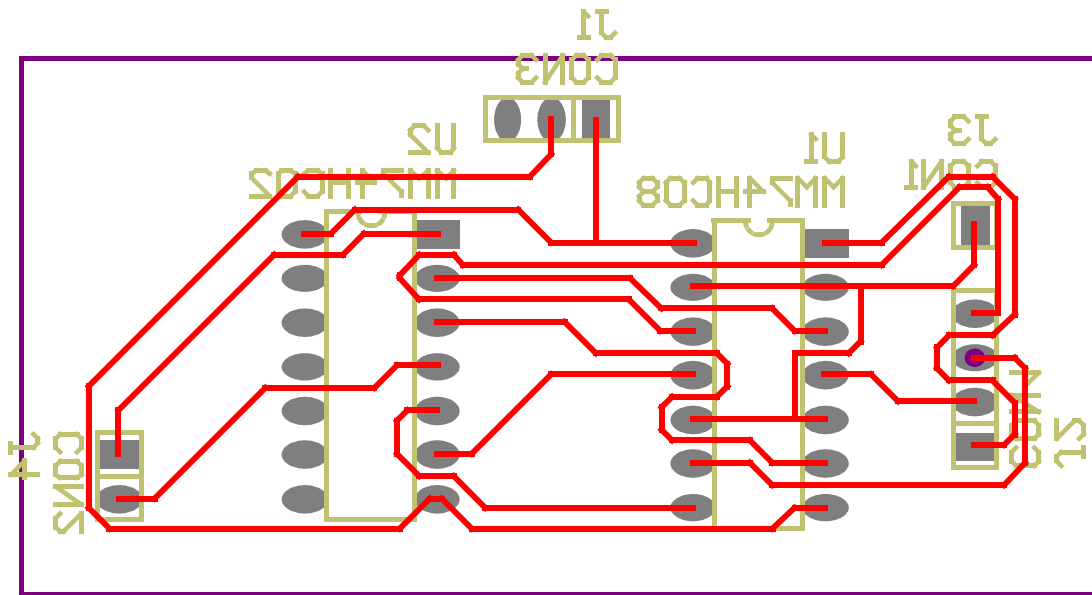 J1
CON3
U2
MM74HC02
U1
MM74HC08
J3
CON1
J4
CON2
CON4
J2